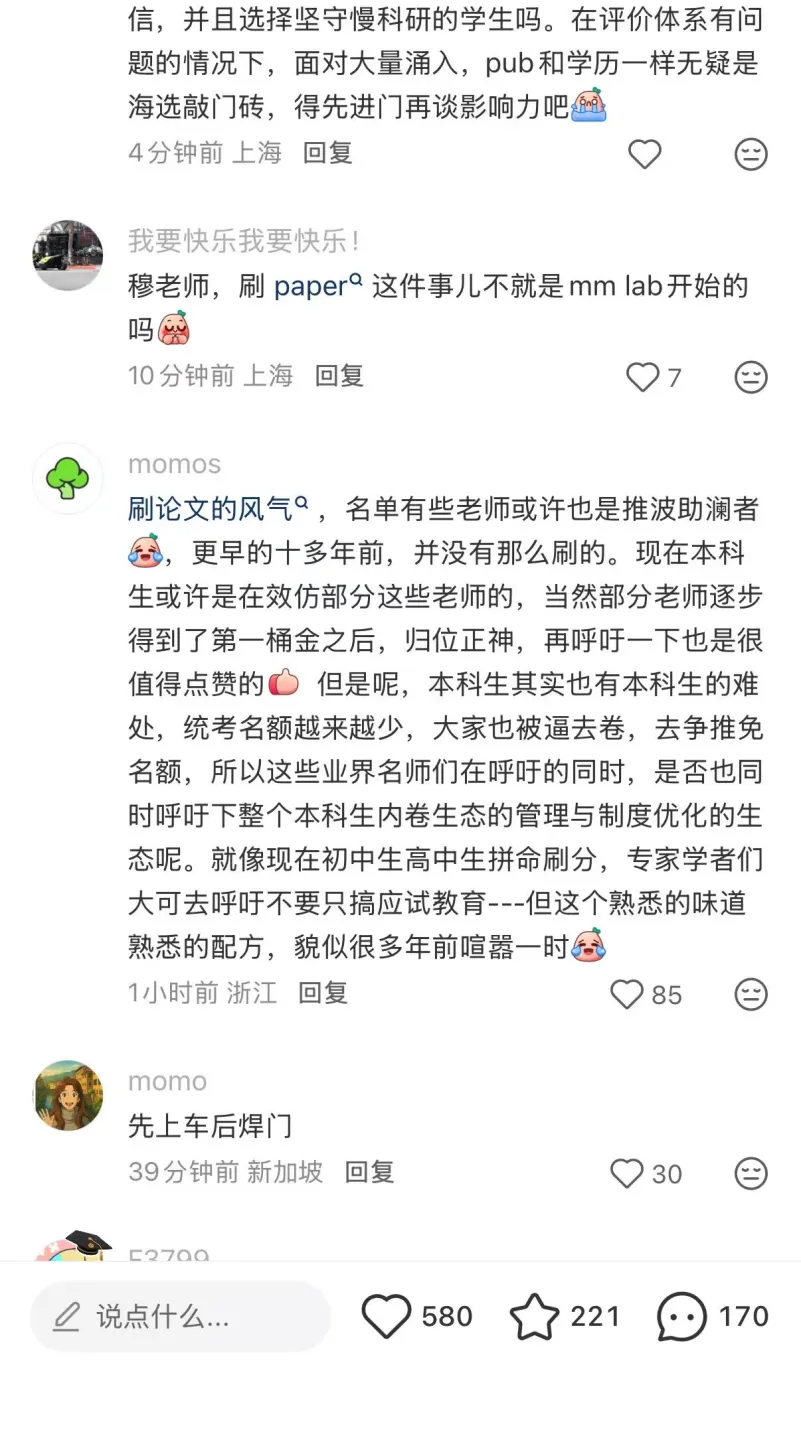 信，并且选择坚守慢科研的学生吗。在评价体系有问
题的情况下，面对大量涌入，pub和学历一样无疑是
海选敲门砖，得先进门再谈影响力吧
4分钟前 上海 回复
我要快乐我要快乐！
穆老师，刷 paper 这件事儿不就是mm lab开始的
吗
10分钟前 上海 回复
7
momos
刷论文的风气，名单有些老师或许也是推波助澜者
，更早的十多年前，并没有那么刷的。现在本科
生或许是在效仿部分这些老师的，当然部分老师逐步
得到了第一桶金之后，归位正神，再呼吁一下也是很
值得点赞的 但是呢，本科生其实也有本科生的难
处，统考名额越来越少，大家也被逼去卷，去争推免
名额，所以这些业界名师们在呼吁的同时，是否也同
时呼吁下整个本科生内卷生态的管理与制度优化的生
态呢。就像现在初中生高中生拼命刷分，专家学者们
大可去呼吁不要只搞应试教育---但这个熟悉的味道
熟悉的配方，貌似很多年前喧嚣一时
1小时前 浙江 回复
85
momo
先上车后焊门
39分钟前 新加坡 回复
30
F3799
说点什么...
580
221
170